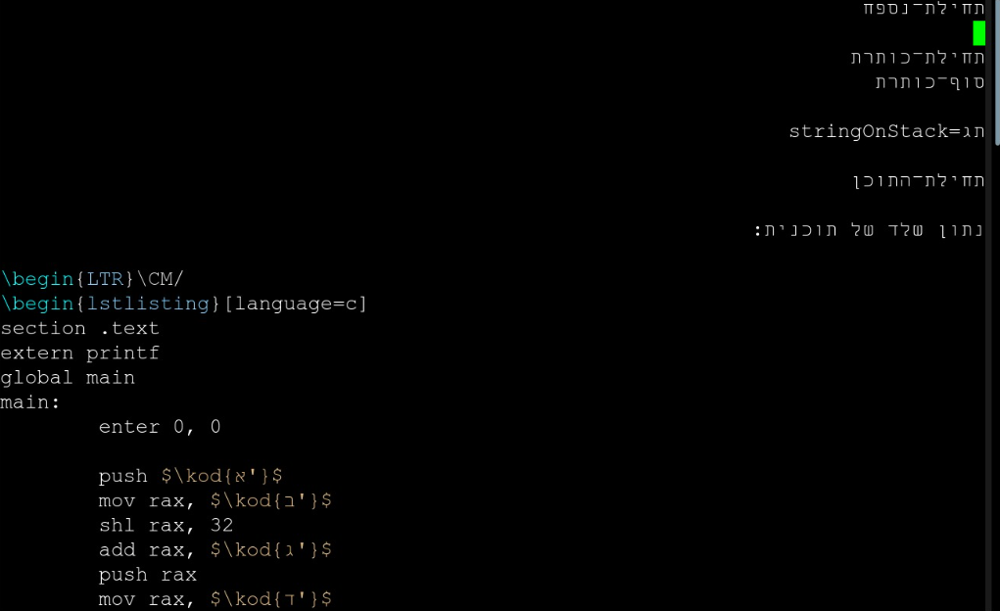 תחילת-נספח
תחילת-כותרת
סוף-כותרת
תג=stringOnStack
תחילת-התוכן
נתון שלד של תוכנית:
\begin{LTR}\CM/
\begin{lstlisting}[language=c]
section .text
extern printf
global main
main:
enter 0, 0
push $\kod{א'}$
mov rax, $\kod{ב'}$
shl rax, 32
add rax, $\kod{ג'}$
push rax
mov rax, $\kod{ד'}$